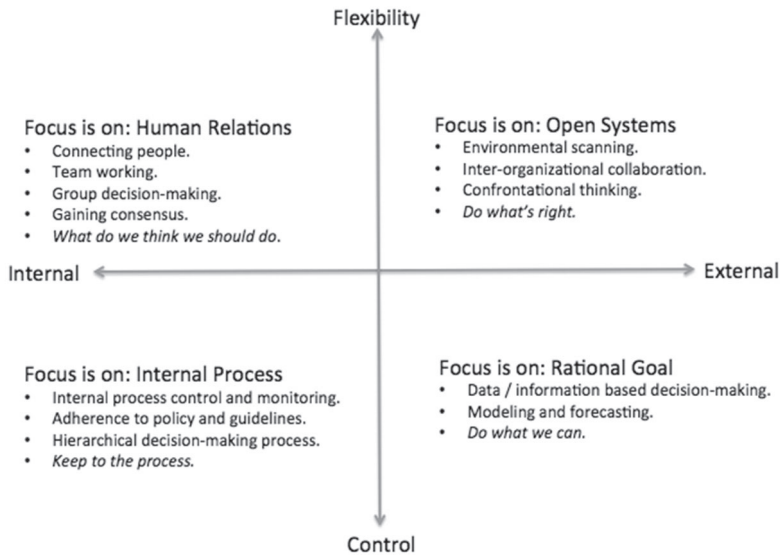 Flexibility
Focus is on: Human Relations
• Connecting people.
• Team working.
• Group decision-making.
• Gaining consensus.
• What do we think we should do.
Focus is on: Open Systems
• Environmental scanning.
• Inter-organizational collaboration.
• Confrontational thinking.
• Do what's right.
Internal
External
Focus is on: Internal Process
• Internal process control and monitoring.
• Adherence to policy and guidelines.
• Hierarchical decision-making process.
• Keep to the process.
Focus is on: Rational Goal
• Data / information based decision-making.
• Modeling and forecasting.
• Do what we can.
Control